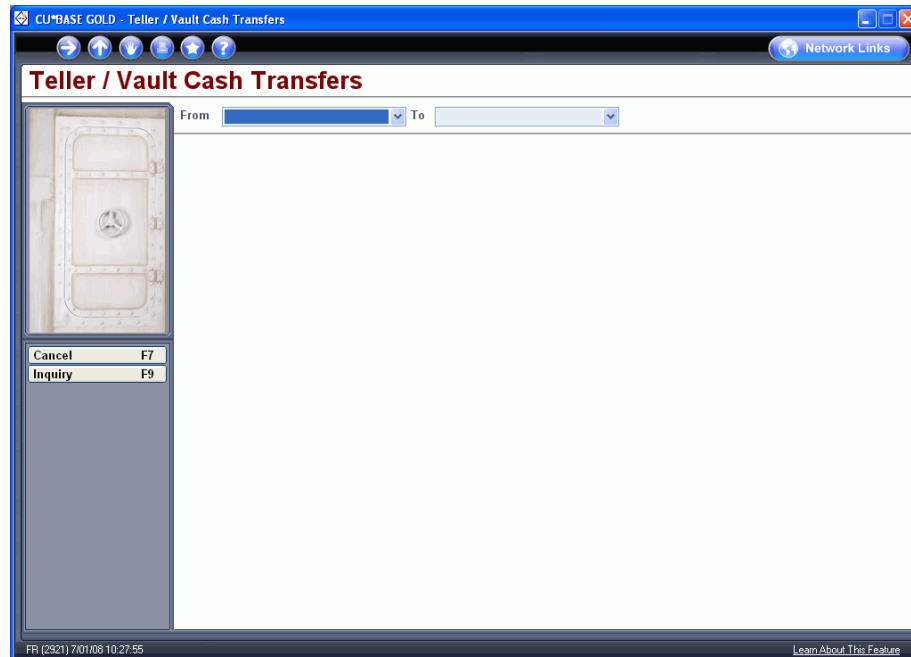 CU*BASE GOLD - Teller / Vault Cash Transfers
Network Links
Teller / Vault Cash Transfers
From To
Cancel F7
Inquiry F9
FR (2921) 7/01/08 10:27:55
Learn About This Feature